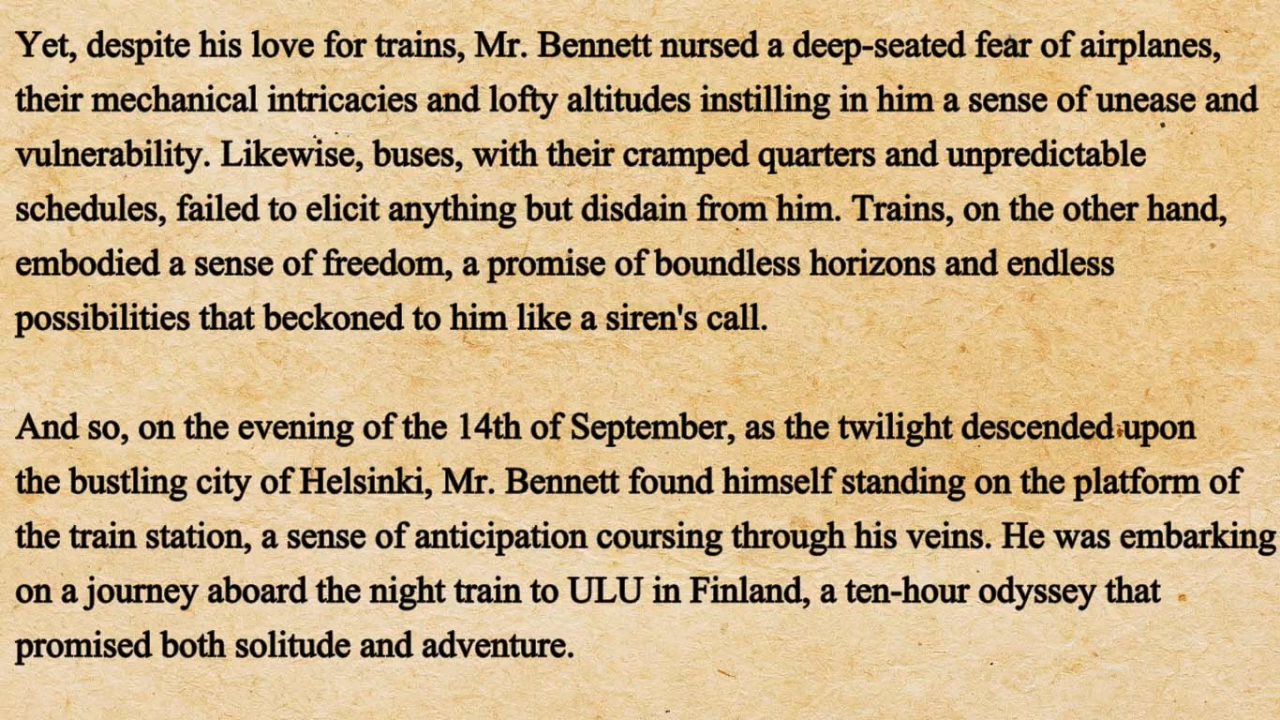 Yet, despite his love for trains, Mr. Bennett nursed a deep-seated fear of airplanes,
their mechanical intricacies and lofty altitudes instilling in him a sense of unease and
vulnerability. Likewise, buses, with their cramped quarters and unpredictable
schedules, failed to elicit anything but disdain from him. Trains, on the other hand,
embodied a sense of freedom, a promise of boundless horizons and endless
possibilities that beckoned to him like a siren's call.
And so, on the evening of the 14th of September, as the twilight descended upon
the bustling city of Helsinki, Mr. Bennett found himself standing on the platform of
the train station, a sense of anticipation coursing through his veins. He was embarking
on a journey aboard the night train to ULU in Finland, a ten-hour odyssey that
promised both solitude and adventure.